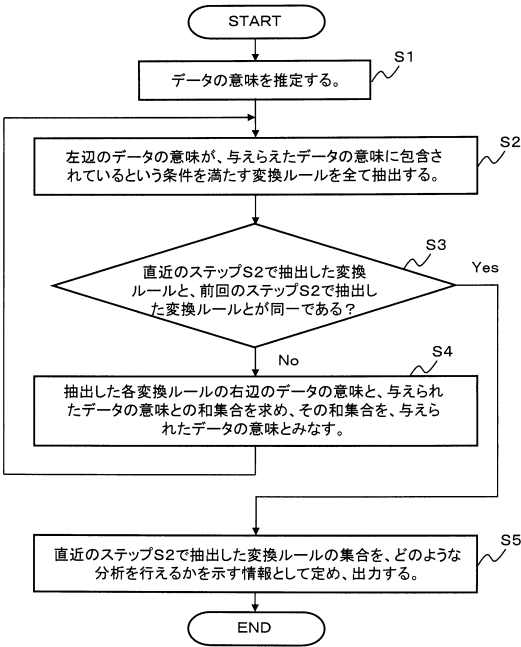 START
S1
データの意味を推定する。
S2
左辺のデータの意味が、与えらえたデータの意味に包含さ
れているという条件を満たす変換ルールを全て抽出する。
S3
Yes
直近のステップS2で抽出した変換
ルールと、前回のステップS2で抽出し
た変換ルールとが同一である?
No
S4
抽出した各変換ルールの右辺のデータの意味と、与えられ
たデータの意味との和集合を求め、その和集合を、与えら
れたデータの意味とみなす。
S5
直近のステップS2で抽出した変換ルールの集合を、どのような
分析を行えるかを示す情報として定め、出力する。
END